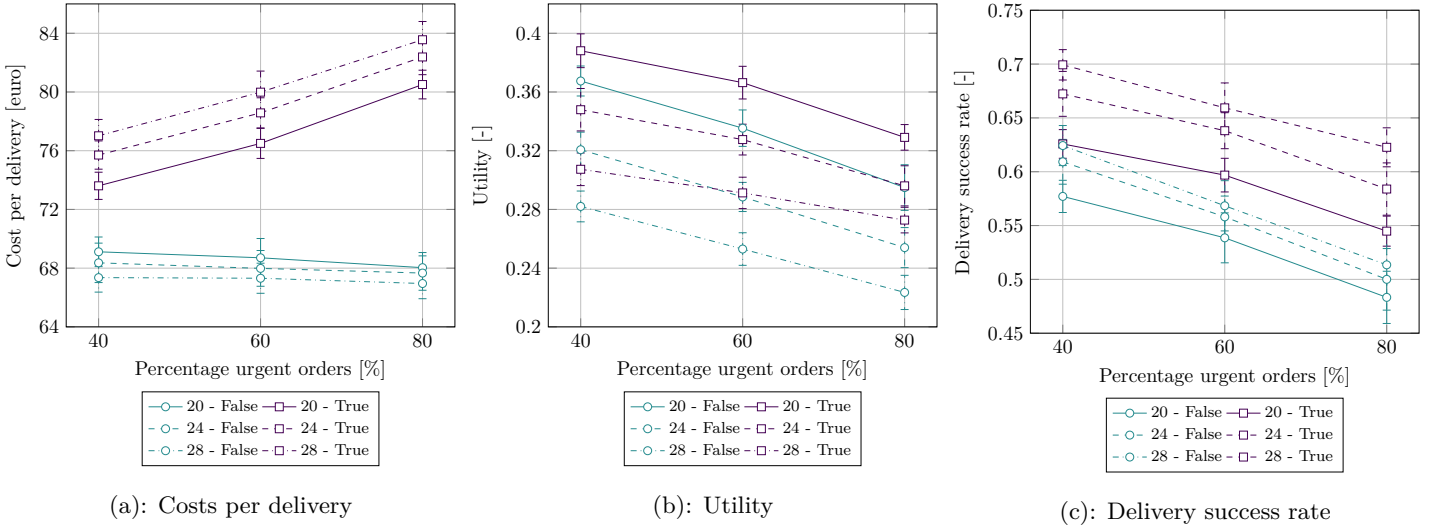 84
80
76
72
68
64
40
60
80
Cost per delivery [euro]
Percentage urgent orders [%]
20 - False 20 - True
24 - False 24 - True
28 - False 28 - True
(a): Costs per delivery
0.4
0.36
0.32
0.28
0.24
0.2
40
60
80
Utility [-]
Percentage urgent orders [%]
20 - False 20 - True
24 - False 24 - True
28 - False 28 - True
(b): Utility
0.75
0.7
0.65
0.6
0.55
0.5
0.45
40
60
80
Delivery success rate [-]
Percentage urgent orders [%]
20 - False 20 - True
24 - False 24 - True
28 - False 28 - True
(c): Delivery success rate